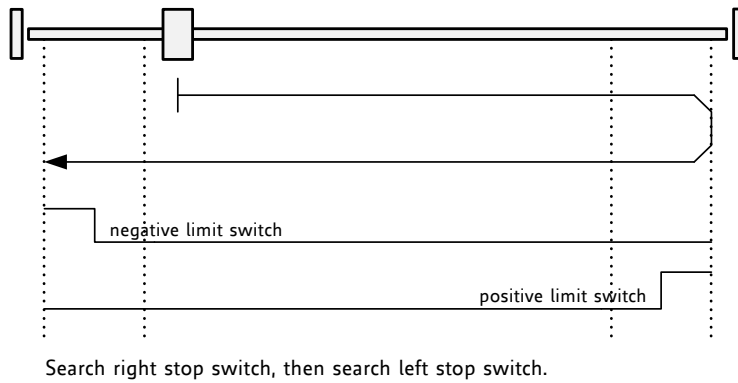 negative limit switch
positive limit switch
Search right stop switch, then search left stop switch.